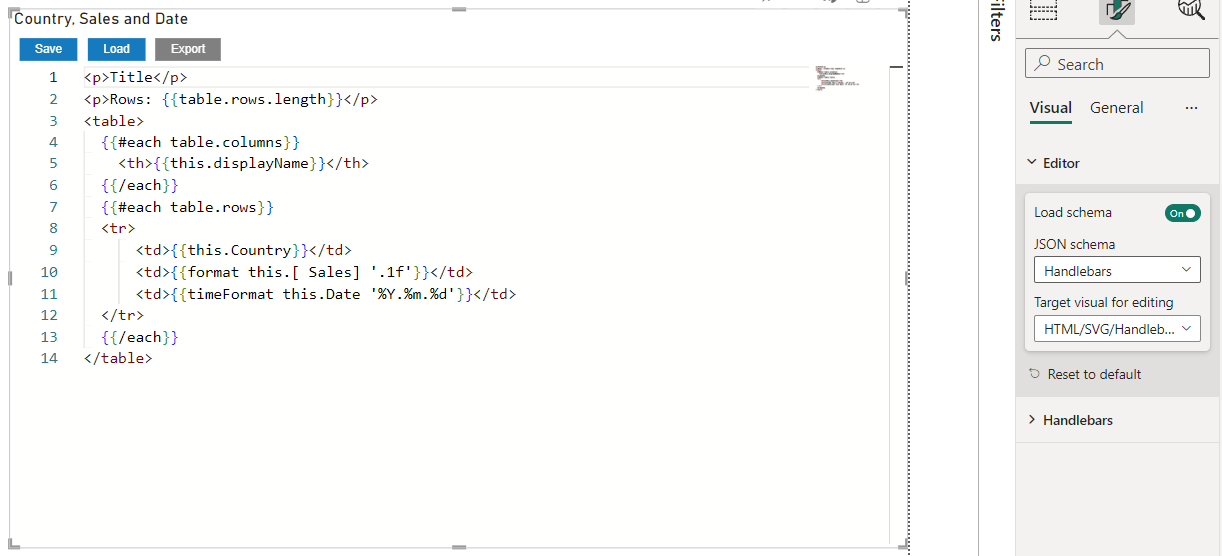 Country, Sales and Date
Save Load Export
1 <p>Title</p>
2 <p>Rows: {{table.rows.length}}</p>
3 <table>
4 {{#each table.columns}}
5 <th>{{this.displayName}}</th>
6 {{/each}}
7 {{#each table.rows}}
8 <tr>
9 <td>{{this.Country}}</td>
10 <td>{{format this.[ Sales] '.1f'}}</td>
11 <td>{{timeFormat this.Date '%Y.%m.%d'}}</td>
12 </tr>
13 {{/each}}
14 </table>
Filters
Search
Visual General ...
Editor
Load schema On
JSON schema
Handlebars
Target visual for editing
HTML/SVG/Handleb...
Reset to default
Handlebars